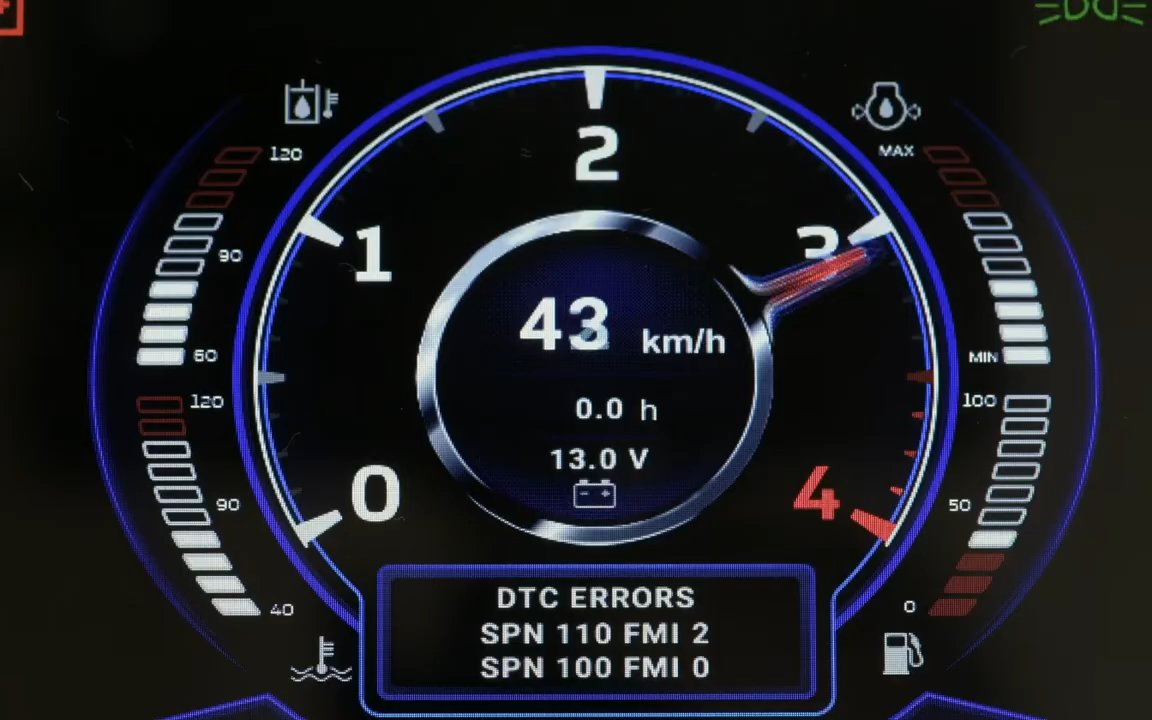 120
MAX
2
1
3
90
43 km/h
60
MIN
120
0.0 h
100
13.0 V
- +
0
4
90
50
DTC ERRORS
40
0
SPN 110 FMI 2
SPN 100 FMI 0